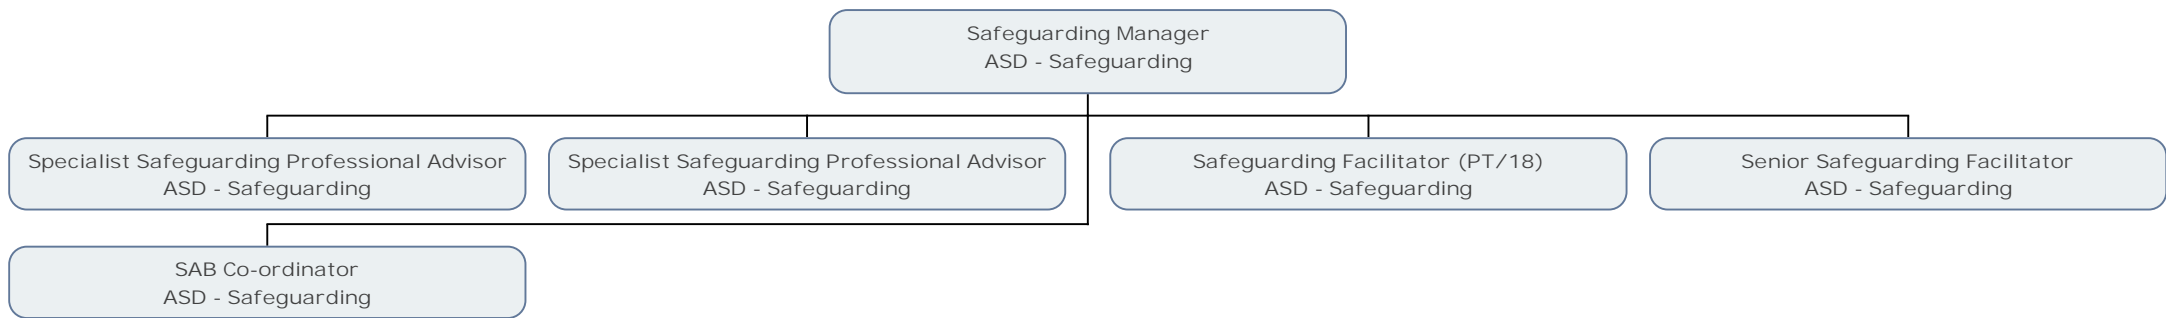 Safeguarding Manager
ASD - Safeguarding
Specialist Safeguarding Professional Advisor
ASD - Safeguarding
Specialist Safeguarding Professional Advisor
ASD - Safeguarding
Safeguarding Facilitator (PT/18)
ASD - Safeguarding
Senior Safeguarding Facilitator
ASD - Safeguarding
SAB Co-ordinator
ASD - Safeguarding